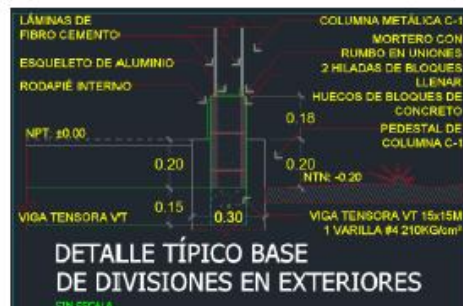 LÁMINAS DE
FIBRO CEMENTO
ESQUELETO DE ALUMINIO
RODAPIÉ INTERNO
NPT: ±0.00
0.20
0.15
VIGA TENSORA VT
0.30
COLUMNA METÁLICA C-1
MORTERO CON
RUMBO EN UNIONES
2 HILADAS DE BLOQUES
LLENAR
HUECOS DE BLOQUES DE
CONCRETO
0.18
PEDESTAL DE
COLUMNA C-1
0.20
NTN: -0.20
VIGA TENSORA VT 15x15M
1 VARILLA #4 210KG/cm²
DETALLE TÍPICO BASE
DE DIVISIONES EN EXTERIORES
SIN ESCALA